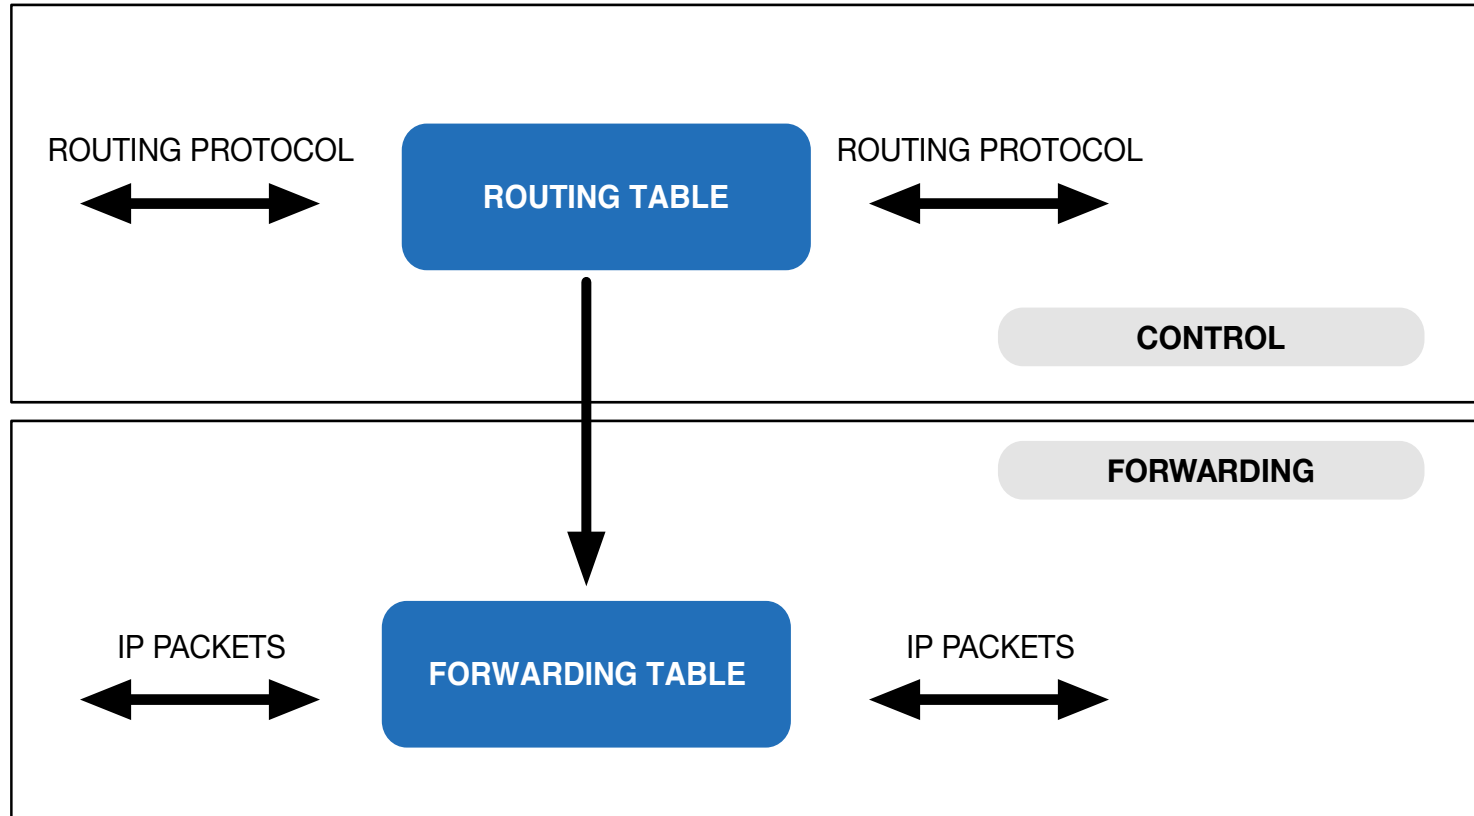 ROUTING PROTOCOL
ROUTING TABLE
ROUTING PROTOCOL
CONTROL
FORWARDING
IP PACKETS
FORWARDING TABLE
IP PACKETS